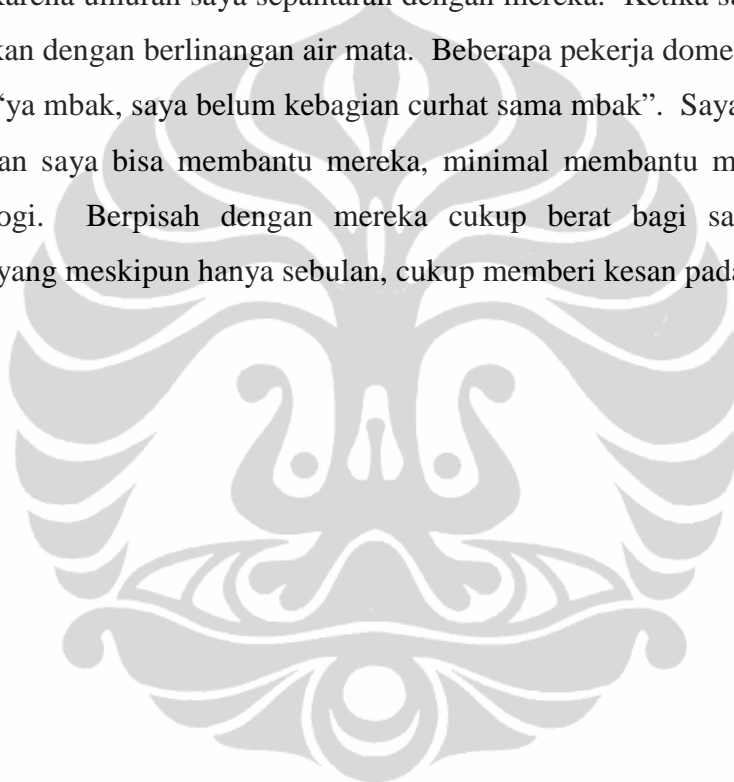 karena umuran saya sepantaran dengan mereka. Ketika sa
kan dengan berlinangan air mata. Beberapa pekerja dome
“ya mbak, saya belum kebagian curhat sama mbak”. Saya
an saya bisa membantu mereka, minimal membantu m
ogi. Berpisah dengan mereka cukup berat bagi sa
yang meskipun hanya sebulan, cukup memberi kesan pada